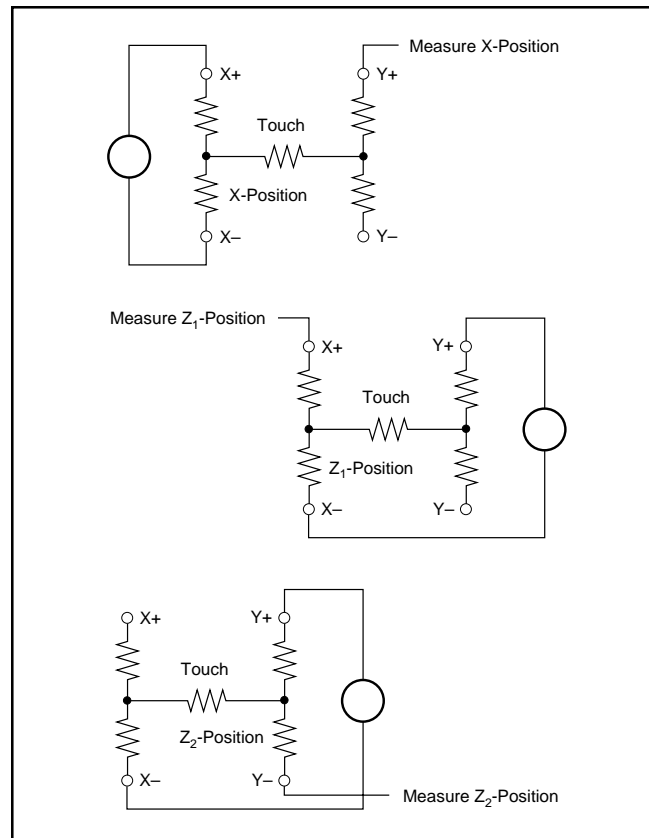 Measure X-Position
X+
Y+
Touch
X-Position
X–
Y–
Measure Z₁-Position
X+
Y+
Touch
Z₁-Position
X–
Y–
X+
Y+
Touch
Z₂-Position
X–
Y–
Measure Z₂-Position